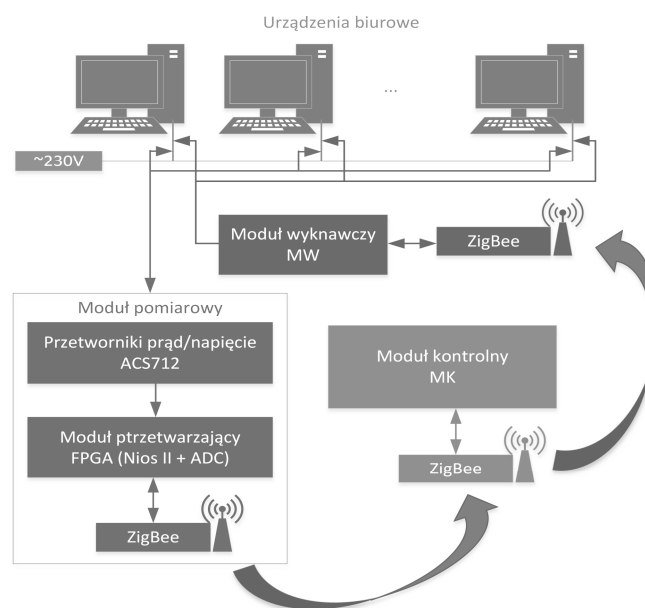 Urządzenia biurowe
...
~230V
Moduł wyknawczy
MW
ZigBee
Moduł pomiarowy
Przetworniki prąd/napięcie
ACS712
Moduł ptrzetwarzający
FPGA (Nios II + ADC)
ZigBee
Moduł kontrolny
MK
ZigBee